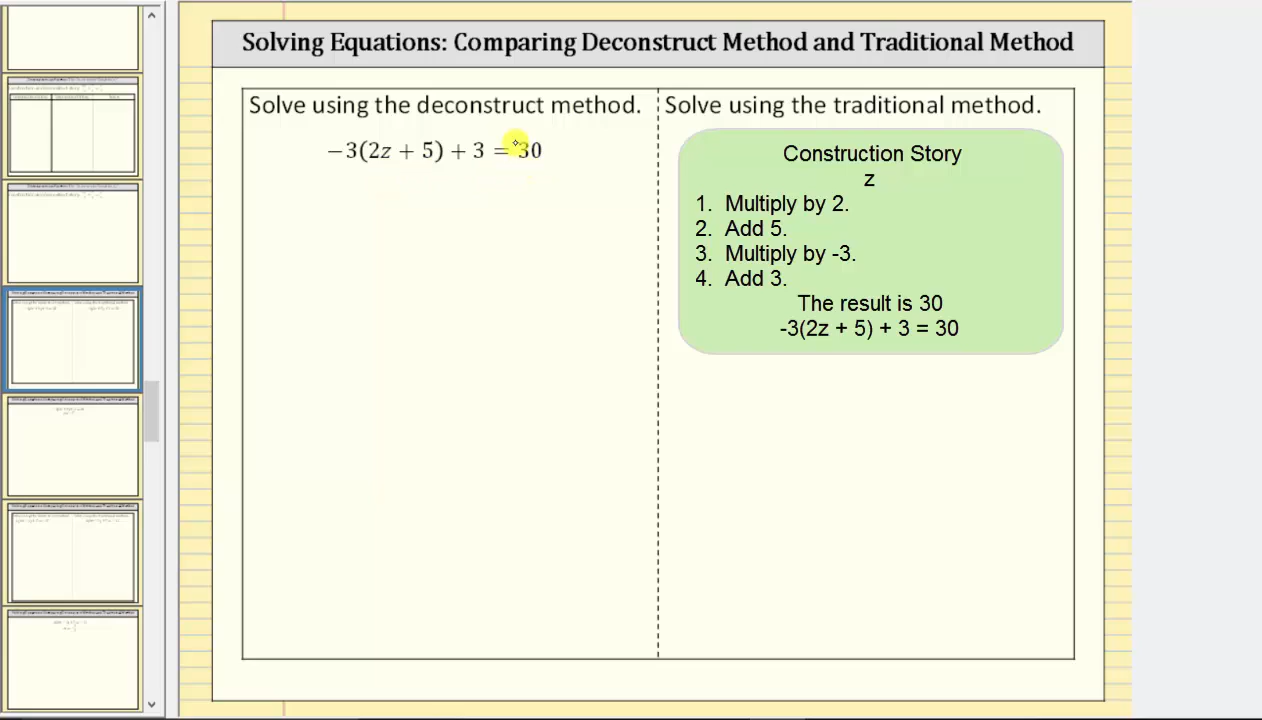 Solving Equations: Comparing Deconstruct Method and Traditional Method
Solve using the deconstruct method.
−3(2z + 5) + 3 = 30
Solve using the traditional method.
Construction Story
z
1. Multiply by 2.
2. Add 5.
3. Multiply by -3.
4. Add 3.
The result is 30
-3(2z + 5) + 3 = 30